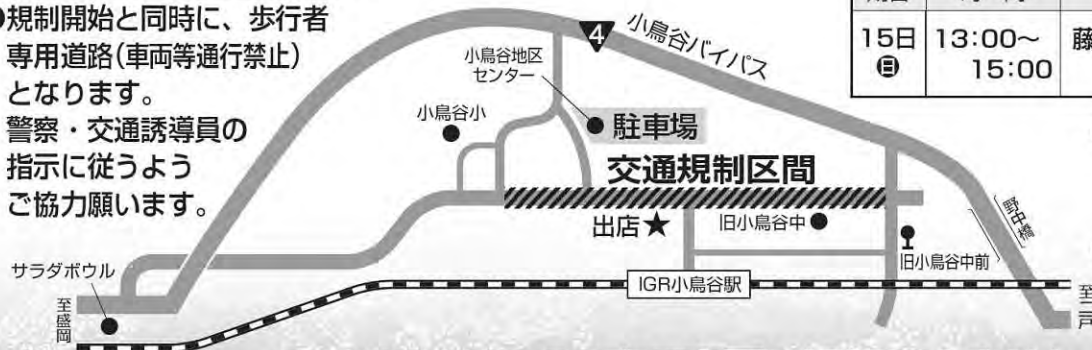 規制開始と同時に、歩行者
専用道路(車両等通行禁止)
となります。
警察・交通誘導員の
指示に従うよう
ご協力願います。
15日
㊐
13:00～
15:00
藤
4
小鳥谷バイパス
小鳥谷地区
センター
小鳥谷小
駐車場
交通規制区間
出店★
旧小鳥谷中
旧小鳥谷中前
野中橋
サラダボウル
至盛岡
IGR小鳥谷駅